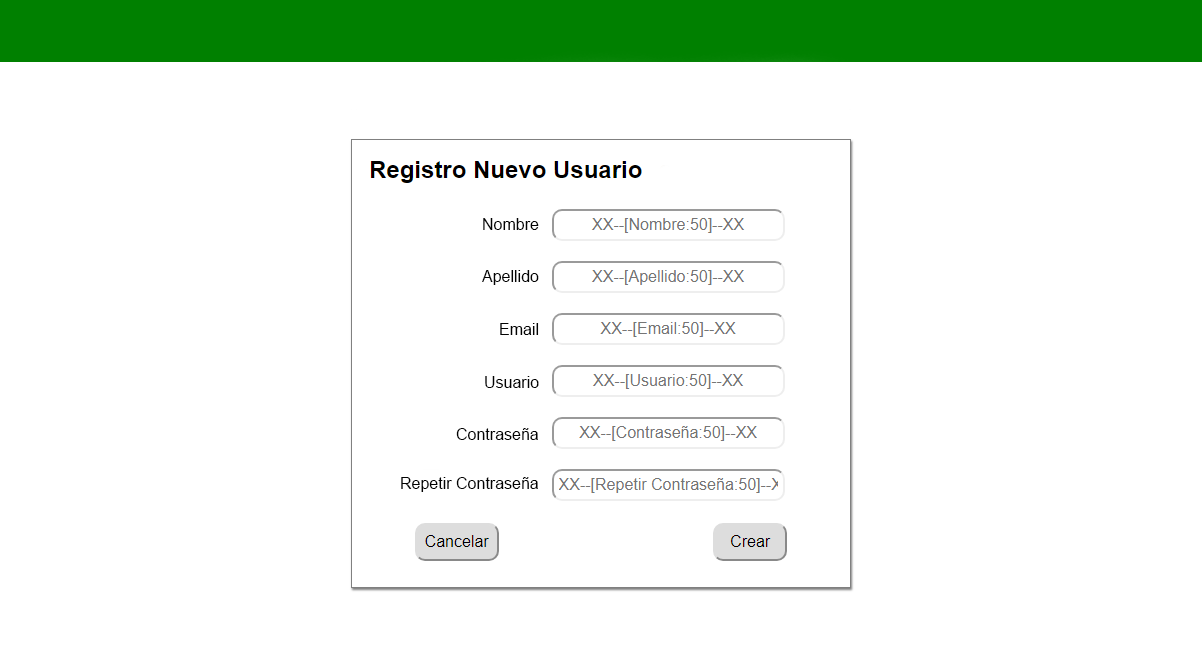 Registro Nuevo Usuario
Nombre XX--[Nombre:50]--XX
Apellido XX--[Apellido:50]--XX
Email XX--[Email:50]--XX
Usuario XX--[Usuario:50]--XX
Contraseña XX--[Contraseña:50]--XX
Repetir Contraseña XX--[Repetir Contraseña:50]--X
Cancelar Crear